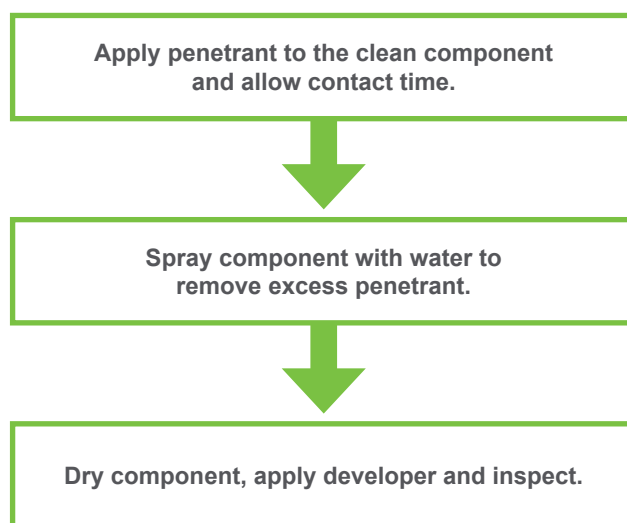 Apply penetrant to the clean component
and allow contact time.
Spray component with water to
remove excess penetrant.
Dry component, apply developer and inspect.